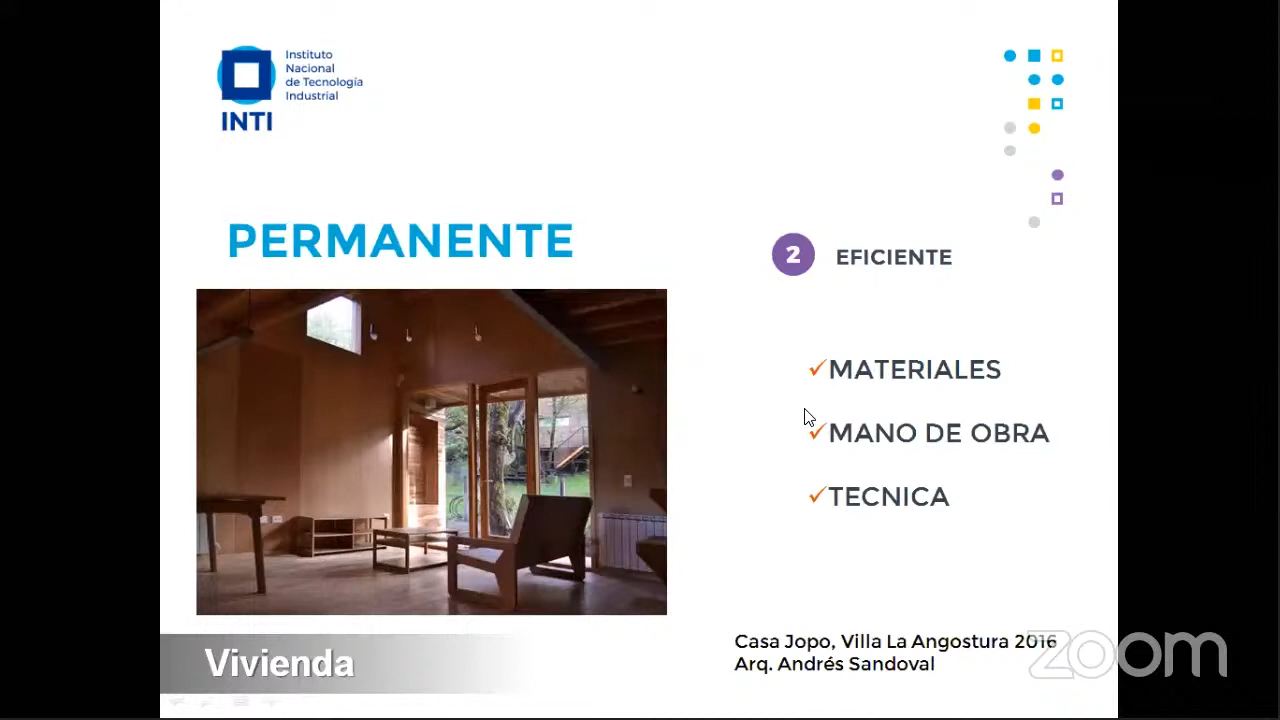 Instituto
Nacional
de Tecnología
Industrial
INTI
PERMANENTE
2 EFICIENTE
✓MATERIALES
✓MANO DE OBRA
✓TECNICA
Casa Jopo, Villa La Angostura 2016
Arq. Andrés Sandoval
Vivienda
zoom